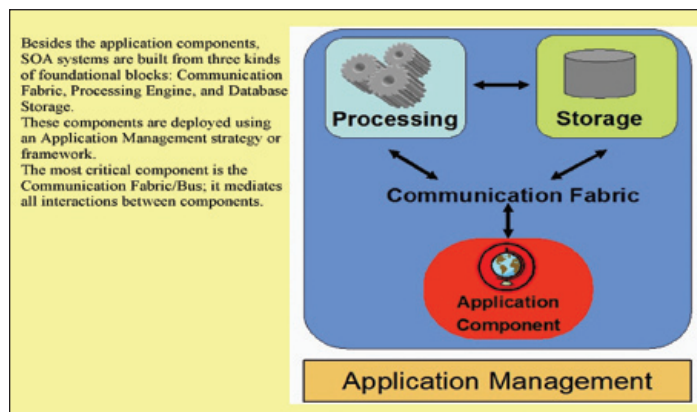 Besides the application components,
SOA systems are built from three kinds
of foundational blocks: Communication
Fabric, Processing Engine, and Database
Storage.
These components are deployed using
an Application Management strategy or
framework.
The most critical component is the
Communication Fabric/Bus; it mediates
all interactions between components.
Processing
Storage
Communication Fabric
Application
Component
Application Management